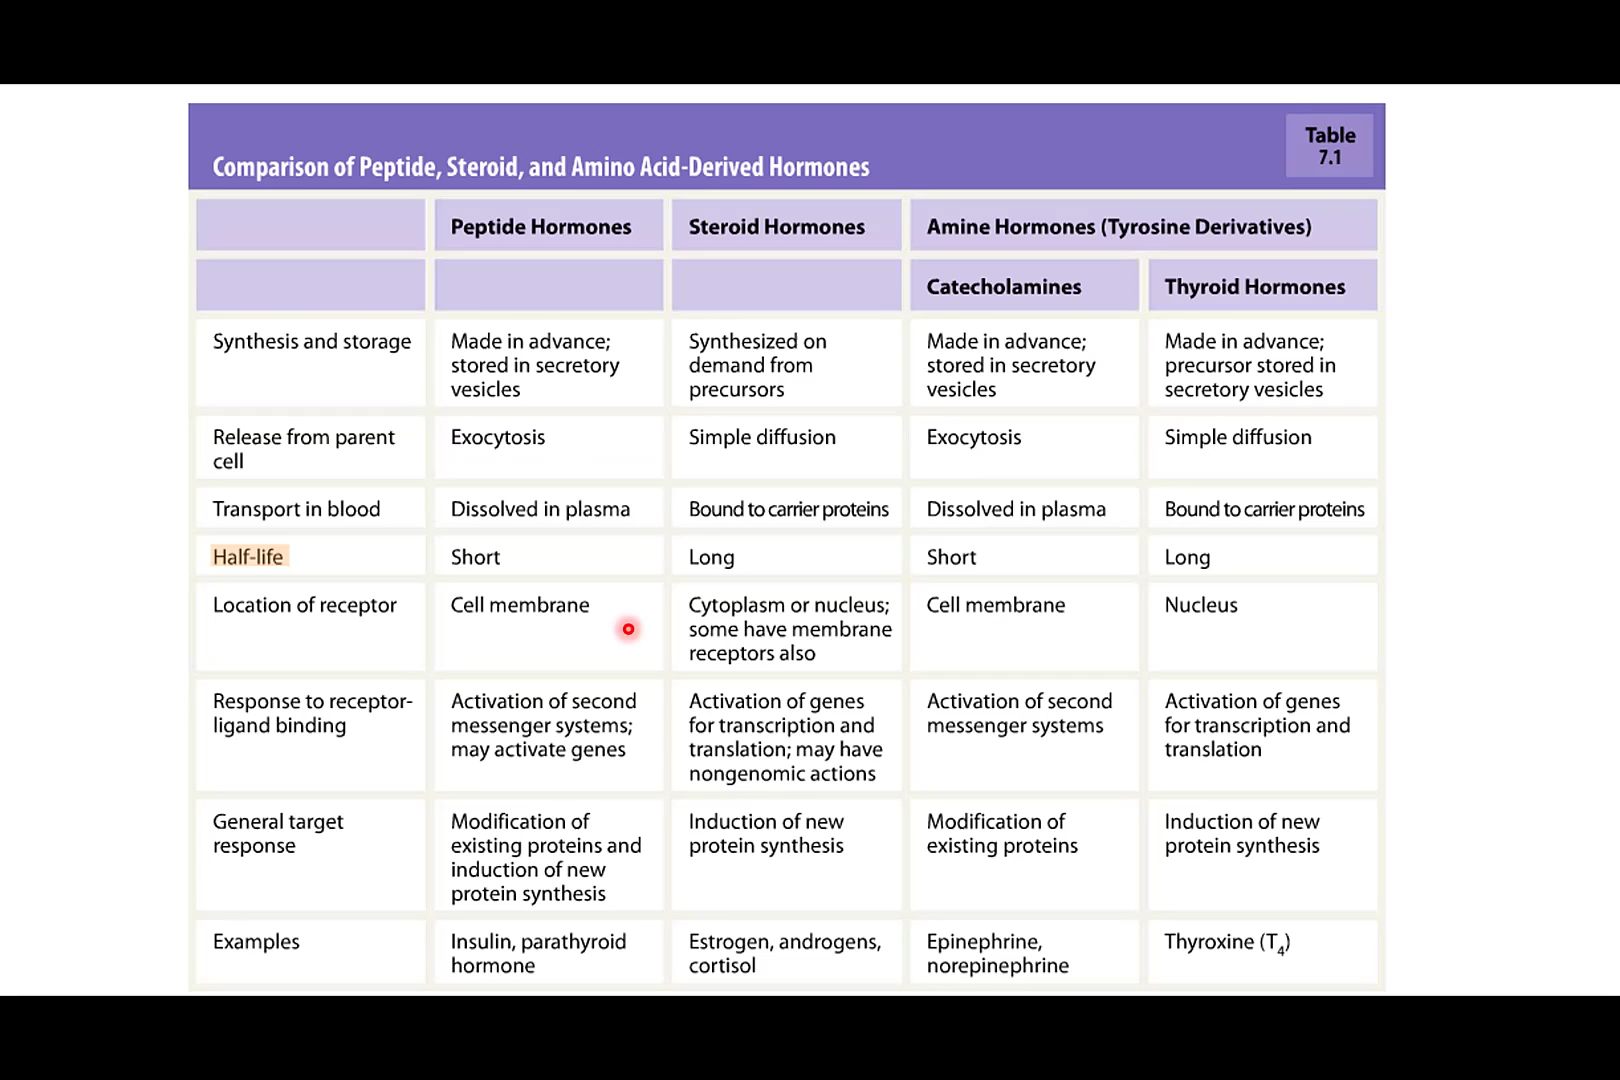 Table
7.1
Comparison of Peptide, Steroid, and Amino Acid-Derived Hormones
Peptide Hormones
Steroid Hormones
Amine Hormones (Tyrosine Derivatives)
Catecholamines
Thyroid Hormones
Synthesis and storage
Made in advance;
stored in secretory
vesicles
Synthesized on
demand from
precursors
Made in advance;
stored in secretory
vesicles
Made in advance;
precursor stored in
secretory vesicles
Release from parent
cell
Exocytosis
Simple diffusion
Exocytosis
Simple diffusion
Transport in blood
Dissolved in plasma
Bound to carrier proteins
Dissolved in plasma
Bound to carrier proteins
Half-life
Short
Long
Short
Long
Location of receptor
Cell membrane
Cytoplasm or nucleus;
some have membrane
receptors also
Cell membrane
Nucleus
Response to receptor-
ligand binding
Activation of second
messenger systems;
may activate genes
Activation of genes
for transcription and
translation; may have
nongenomic actions
Activation of second
messenger systems
Activation of genes
for transcription and
translation
General target
response
Modification of
existing proteins and
induction of new
protein synthesis
Induction of new
protein synthesis
Modification of
existing proteins
Induction of new
protein synthesis
Examples
Insulin, parathyroid
hormone
Estrogen, androgens,
cortisol
Epinephrine,
norepinephrine
Thyroxine (T4)